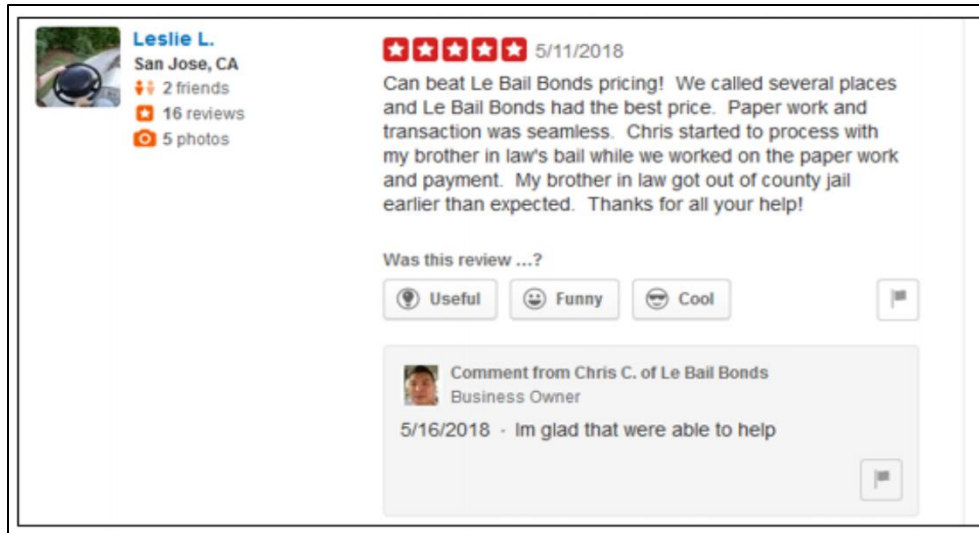 Leslie L.
San Jose, CA
2 friends
16 reviews
5 photos
5/11/2018
Can beat Le Bail Bonds pricing! We called several places
and Le Bail Bonds had the best price. Paper work and
transaction was seamless. Chris started to process with
my brother in law's bail while we worked on the paper work
and payment. My brother in law got out of county jail
earlier than expected. Thanks for all your help!
Was this review ...?
Useful
Funny
Cool
Comment from Chris C. of Le Bail Bonds
Business Owner
5/16/2018 - Im glad that were able to help